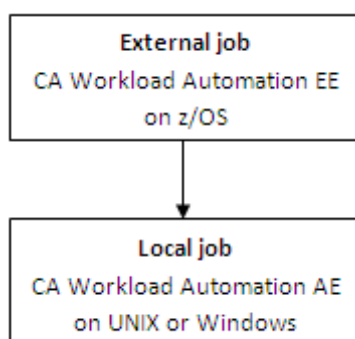 External job
CA Workload Automation EE
on z/OS
Local job
CA Workload Automation AE
on UNIX or Windows